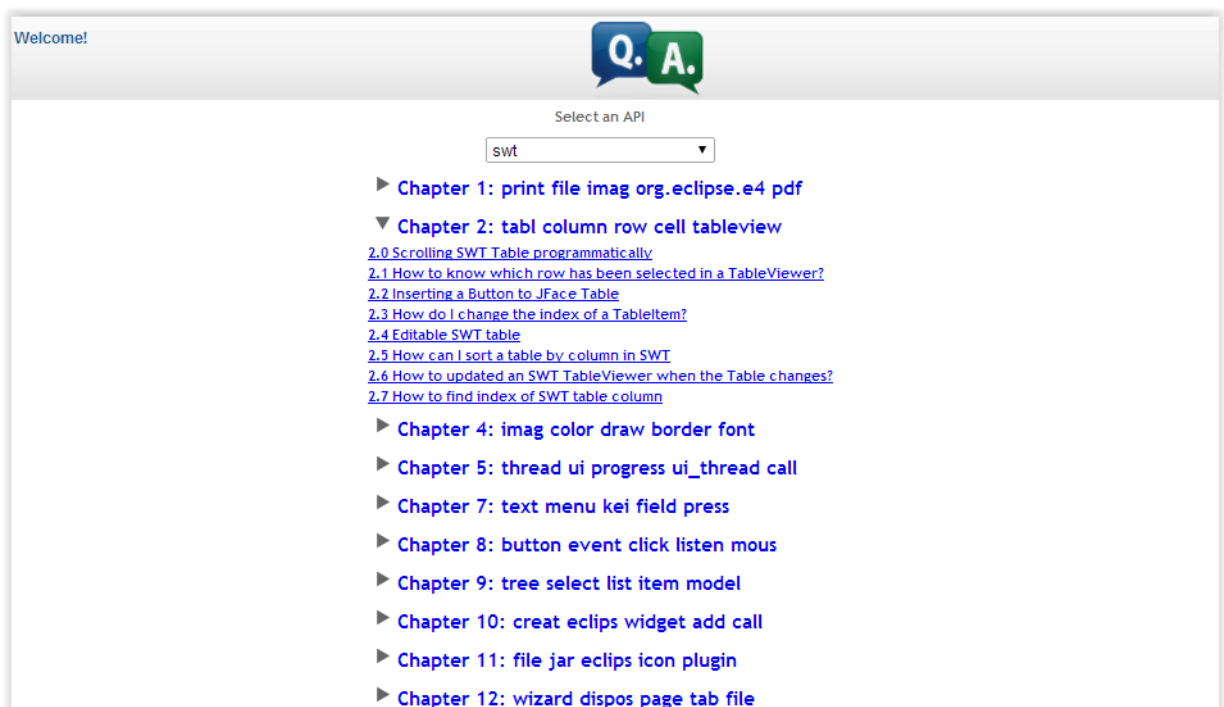 Welcome!
Q. A.
Select an API
swt
Chapter 1: print file imag org.eclipse.e4 pdf
Chapter 2: tabl column row cell tableview
2.0 Scrolling SWT Table programmatically
2.1 How to know which row has been selected in a TableViewer?
2.2 Inserting a Button to JFace Table
2.3 How do I change the index of a TableItem?
2.4 Editable SWT table
2.5 How can I sort a table by column in SWT
2.6 How to updated an SWT TableViewer when the Table changes?
2.7 How to find index of SWT table column
Chapter 4: imag color draw border font
Chapter 5: thread ui progress ui_thread call
Chapter 7: text menu kei field press
Chapter 8: button event click listen mous
Chapter 9: tree select list item model
Chapter 10: creat eclips widget add call
Chapter 11: file jar eclips icon plugin
Chapter 12: wizard dispos page tab file